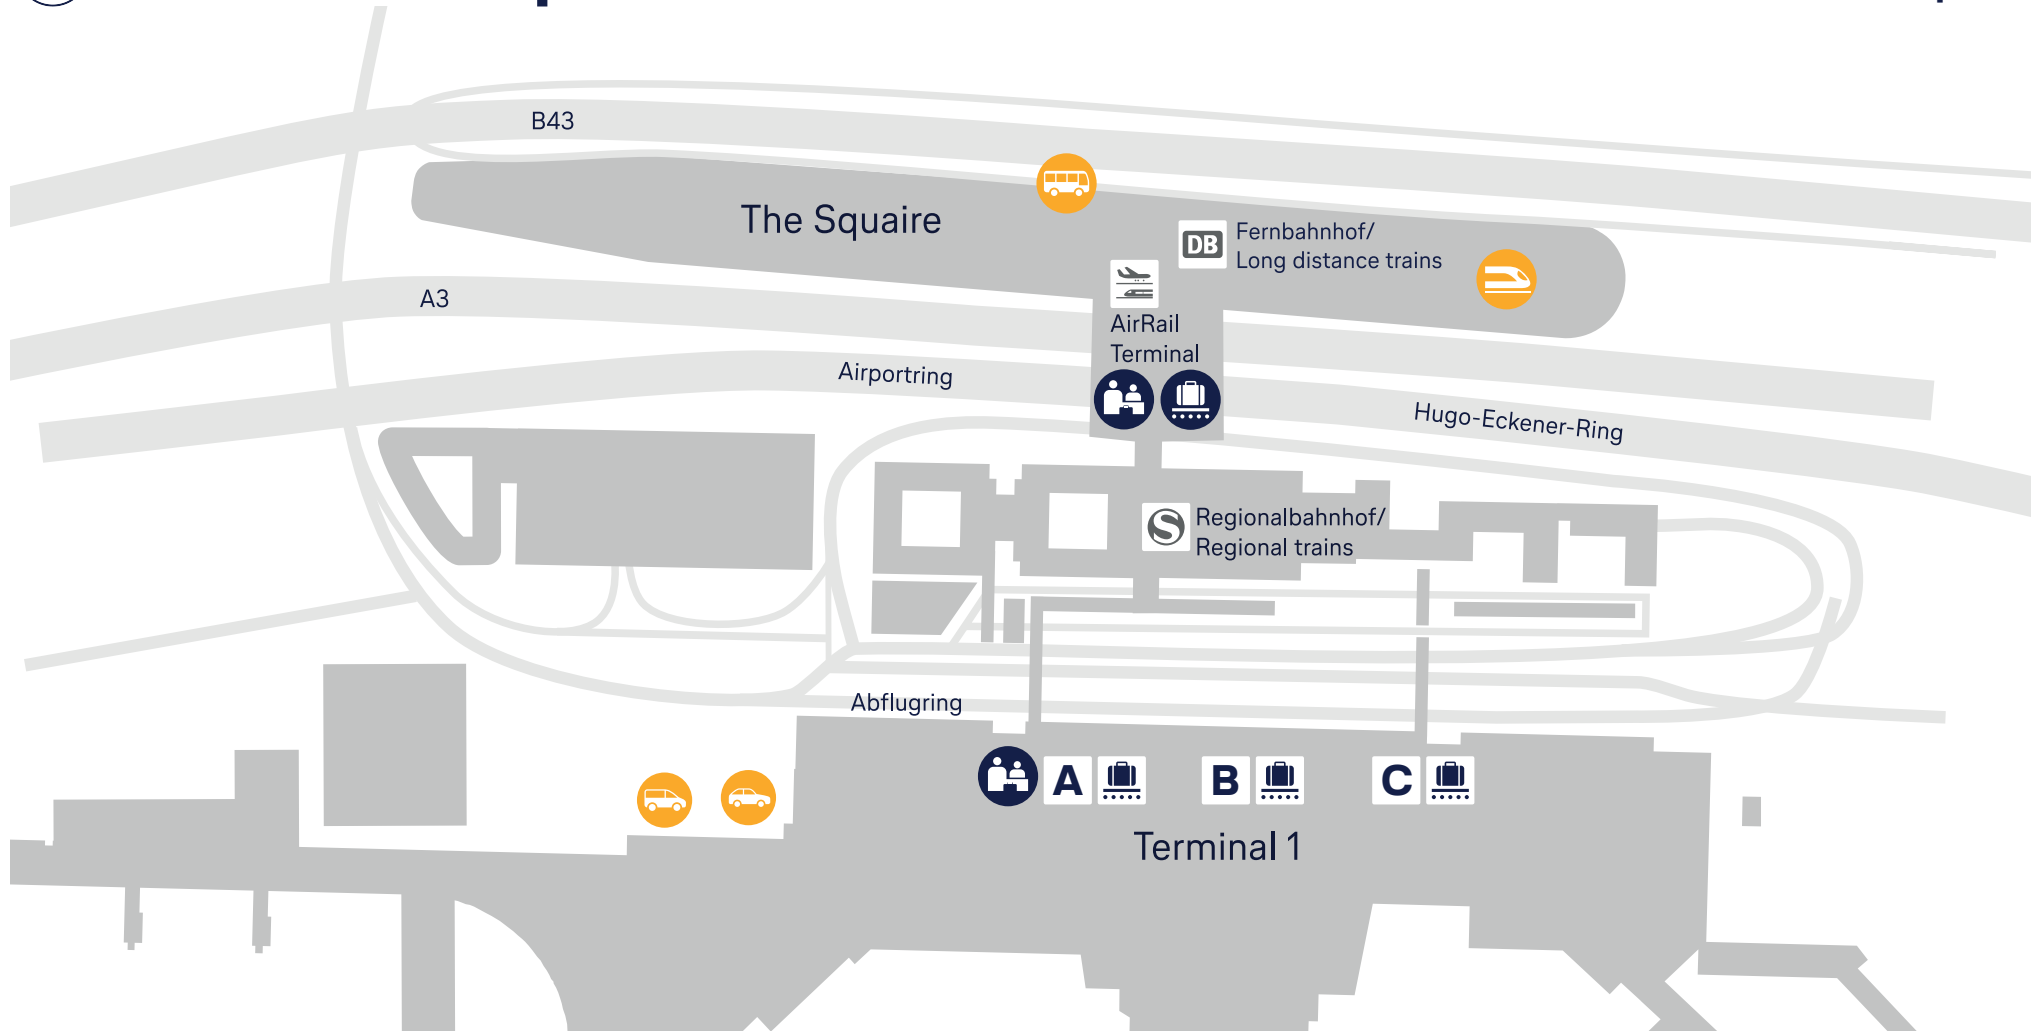 B43
The Squaire
DB
Fernbahnhof/
Long distance trains
A3
AirRail
Terminal
Airportring
Hugo-Eckener-Ring
S
Regionalbahnhof/
Regional trains
Abflugring
A
B
C
Terminal 1